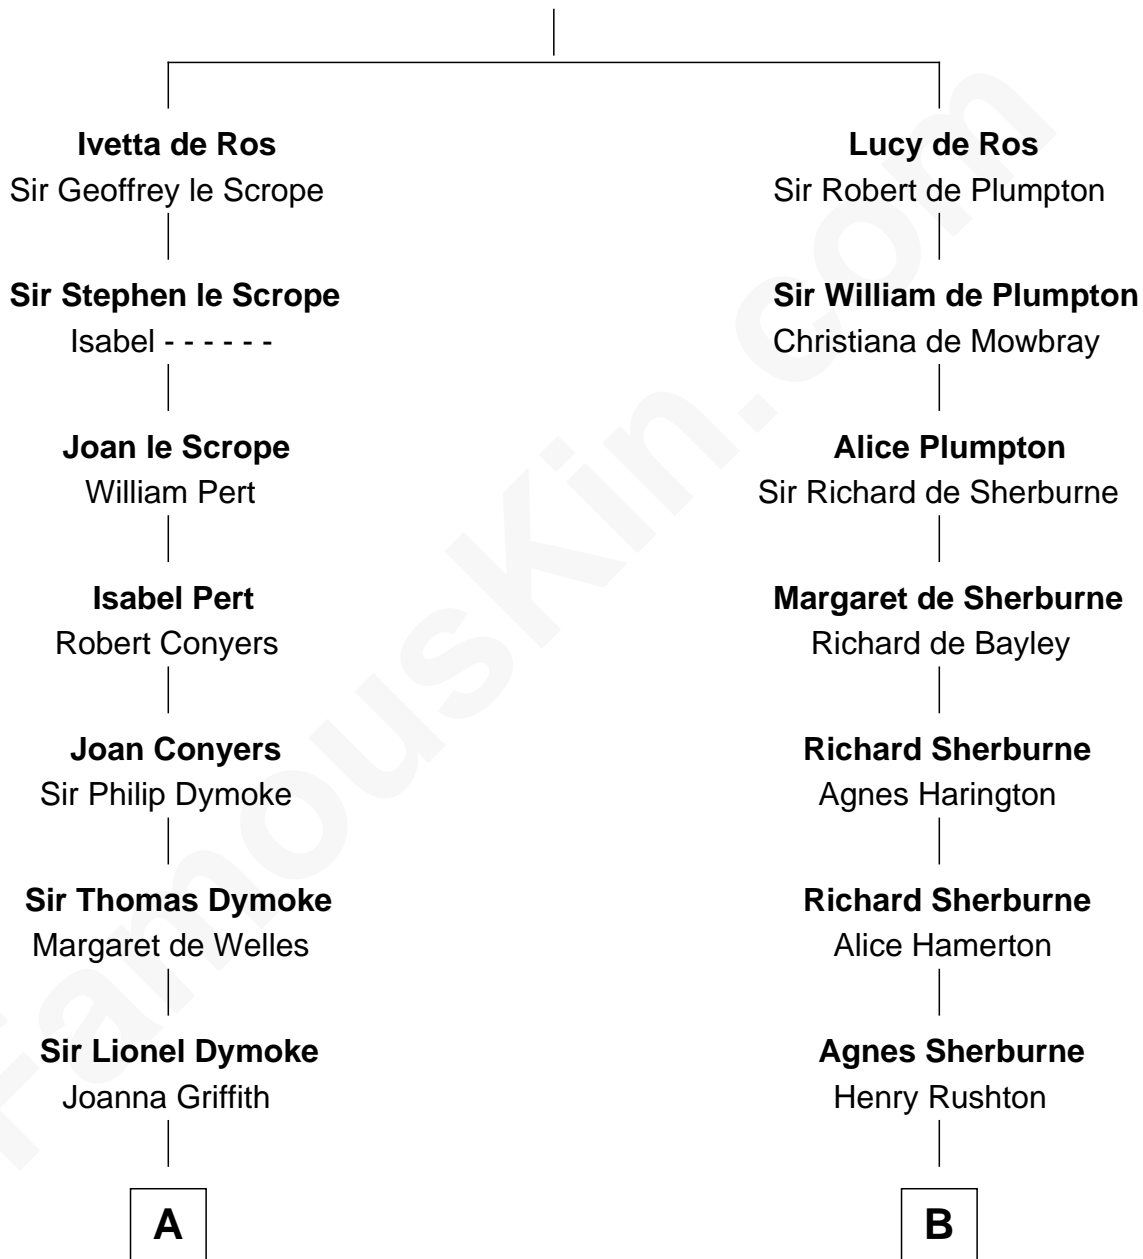 Ivetta de Ros
Sir Geoffrey le Scrope
Sir Stephen le Scrope
Isabel - - - - - -
Joan le Scrope
William Pert
Isabel Pert
Robert Conyers
Joan Conyers
Sir Philip Dymoke
Sir Thomas Dymoke
Margaret de Welles
Sir Lionel Dymoke
Joanna Griffith
A
Lucy de Ros
Sir Robert de Plumpton
Sir William de Plumpton
Christiana de Mowbray
Alice Plumpton
Sir Richard de Sherburne
Margaret de Sherburne
Richard de Bayley
Richard Sherburne
Agnes Harington
Richard Sherburne
Alice Hamerton
Agnes Sherburne
Henry Rushton
B
FamousKin.com